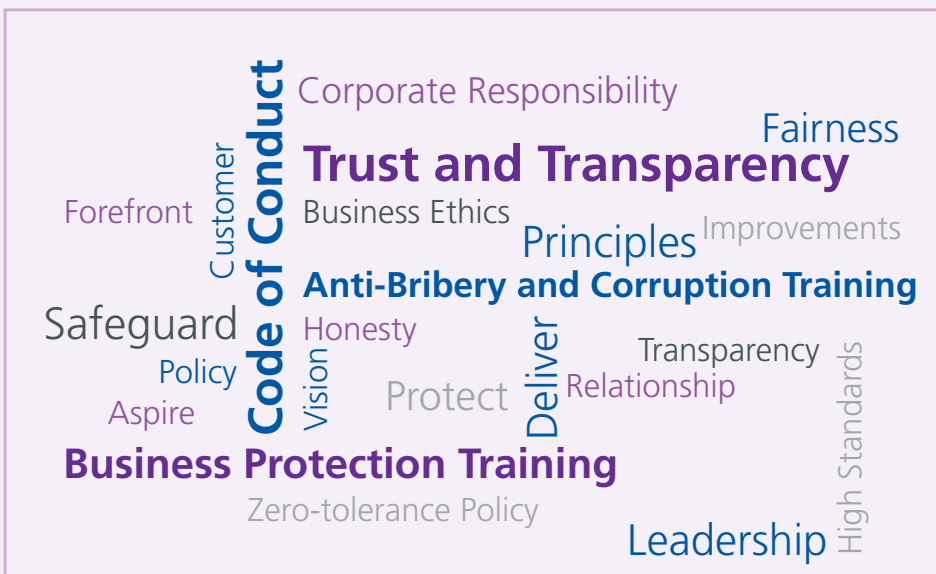 Corporate Responsibility
Fairness
Code of Conduct
Trust and Transparency
Customer
Forefront
Business Ethics
Principles
Improvements
Anti-Bribery and Corruption Training
Safeguard
Honesty
Deliver
Transparency
Policy
Vision
Protect
Relationship
High Standards
Aspire
Business Protection Training
Zero-tolerance Policy
Leadership